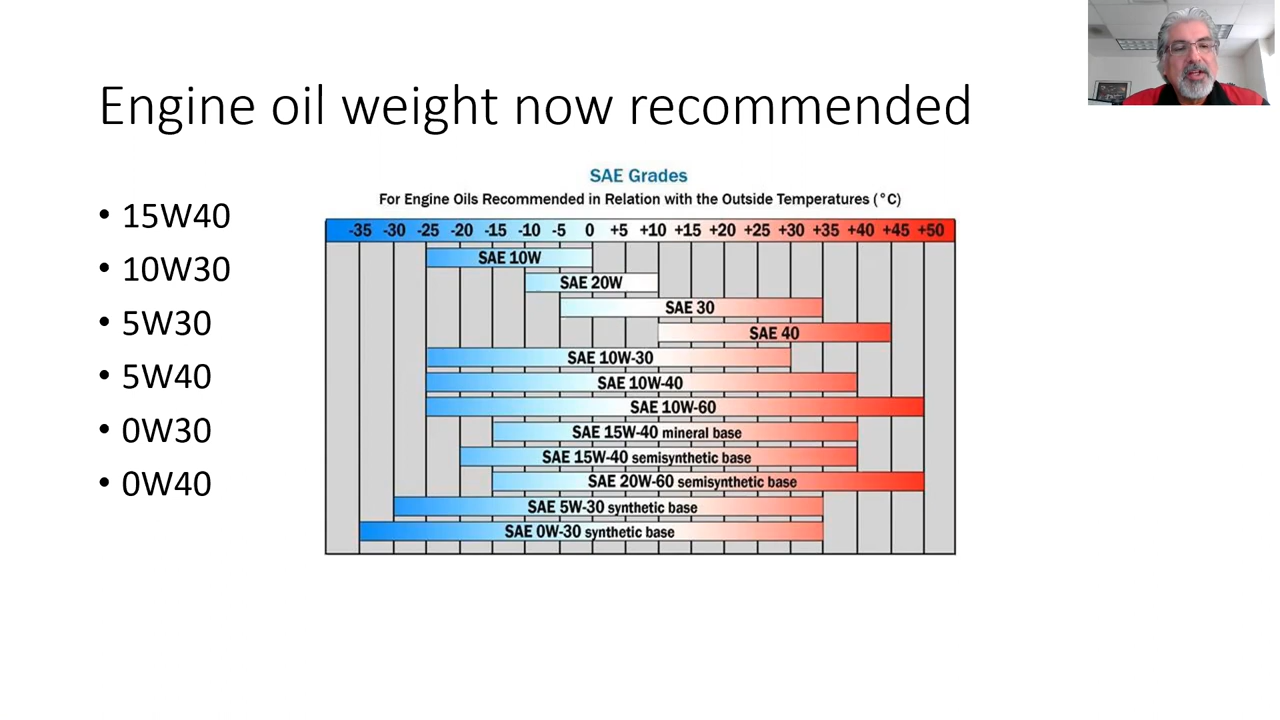 Engine oil weight now recommended
• 15W40
• 10W30
• 5W30
• 5W40
• 0W30
• 0W40
SAE Grades
For Engine Oils Recommended in Relation with the Outside Temperatures (°C)
-35 -30 -25 -20 -15 -10 -5 0 +5 +10 +15 +20 +25 +30 +35 +40 +45 +50
SAE 10W
SAE 20W
SAE 30
SAE 40
SAE 10W-30
SAE 10W-40
SAE 10W-60
SAE 15W-40 mineral base
SAE 15W-40 semisynthetic base
SAE 20W-60 semisynthetic base
SAE 5W-30 synthetic base
SAE 0W-30 synthetic base